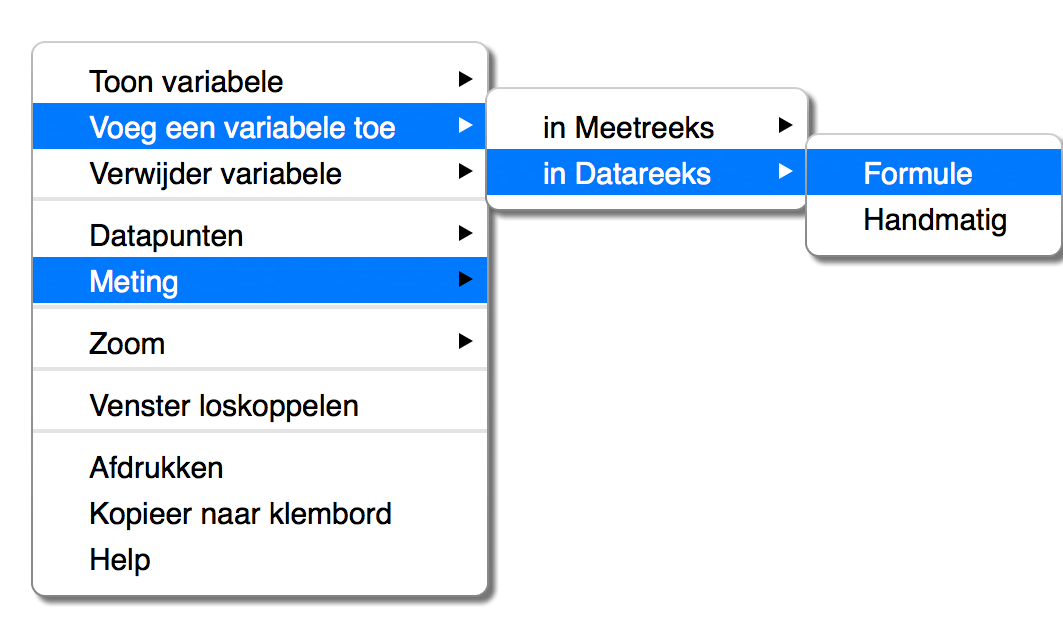 Toon variabele
Voeg een variabele toe
Verwijder variabele
Datapunten
Meting
Zoom
Venster loskoppelen
Afdrukken
Kopieer naar klembord
Help
in Meetreeks
in Datareeks
Formule
Handmatig